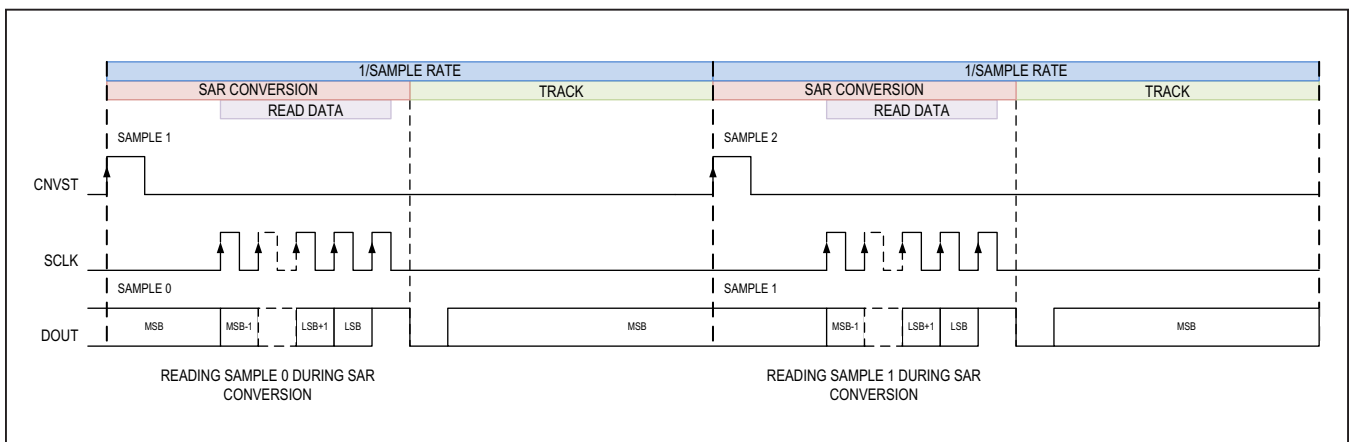 1/SAMPLE RATE
1/SAMPLE RATE
SAR CONVERSION
TRACK
SAR CONVERSION
TRACK
READ DATA
READ DATA
SAMPLE 1
SAMPLE 2
CNVST
SCLK
SAMPLE 0
SAMPLE 1
DOUT
MSB
MSB-1
LSB+1
LSB
MSB
MSB-1
LSB+1
LSB
MSB
READING SAMPLE 0 DURING SAR
CONVERSION
READING SAMPLE 1 DURING SAR
CONVERSION